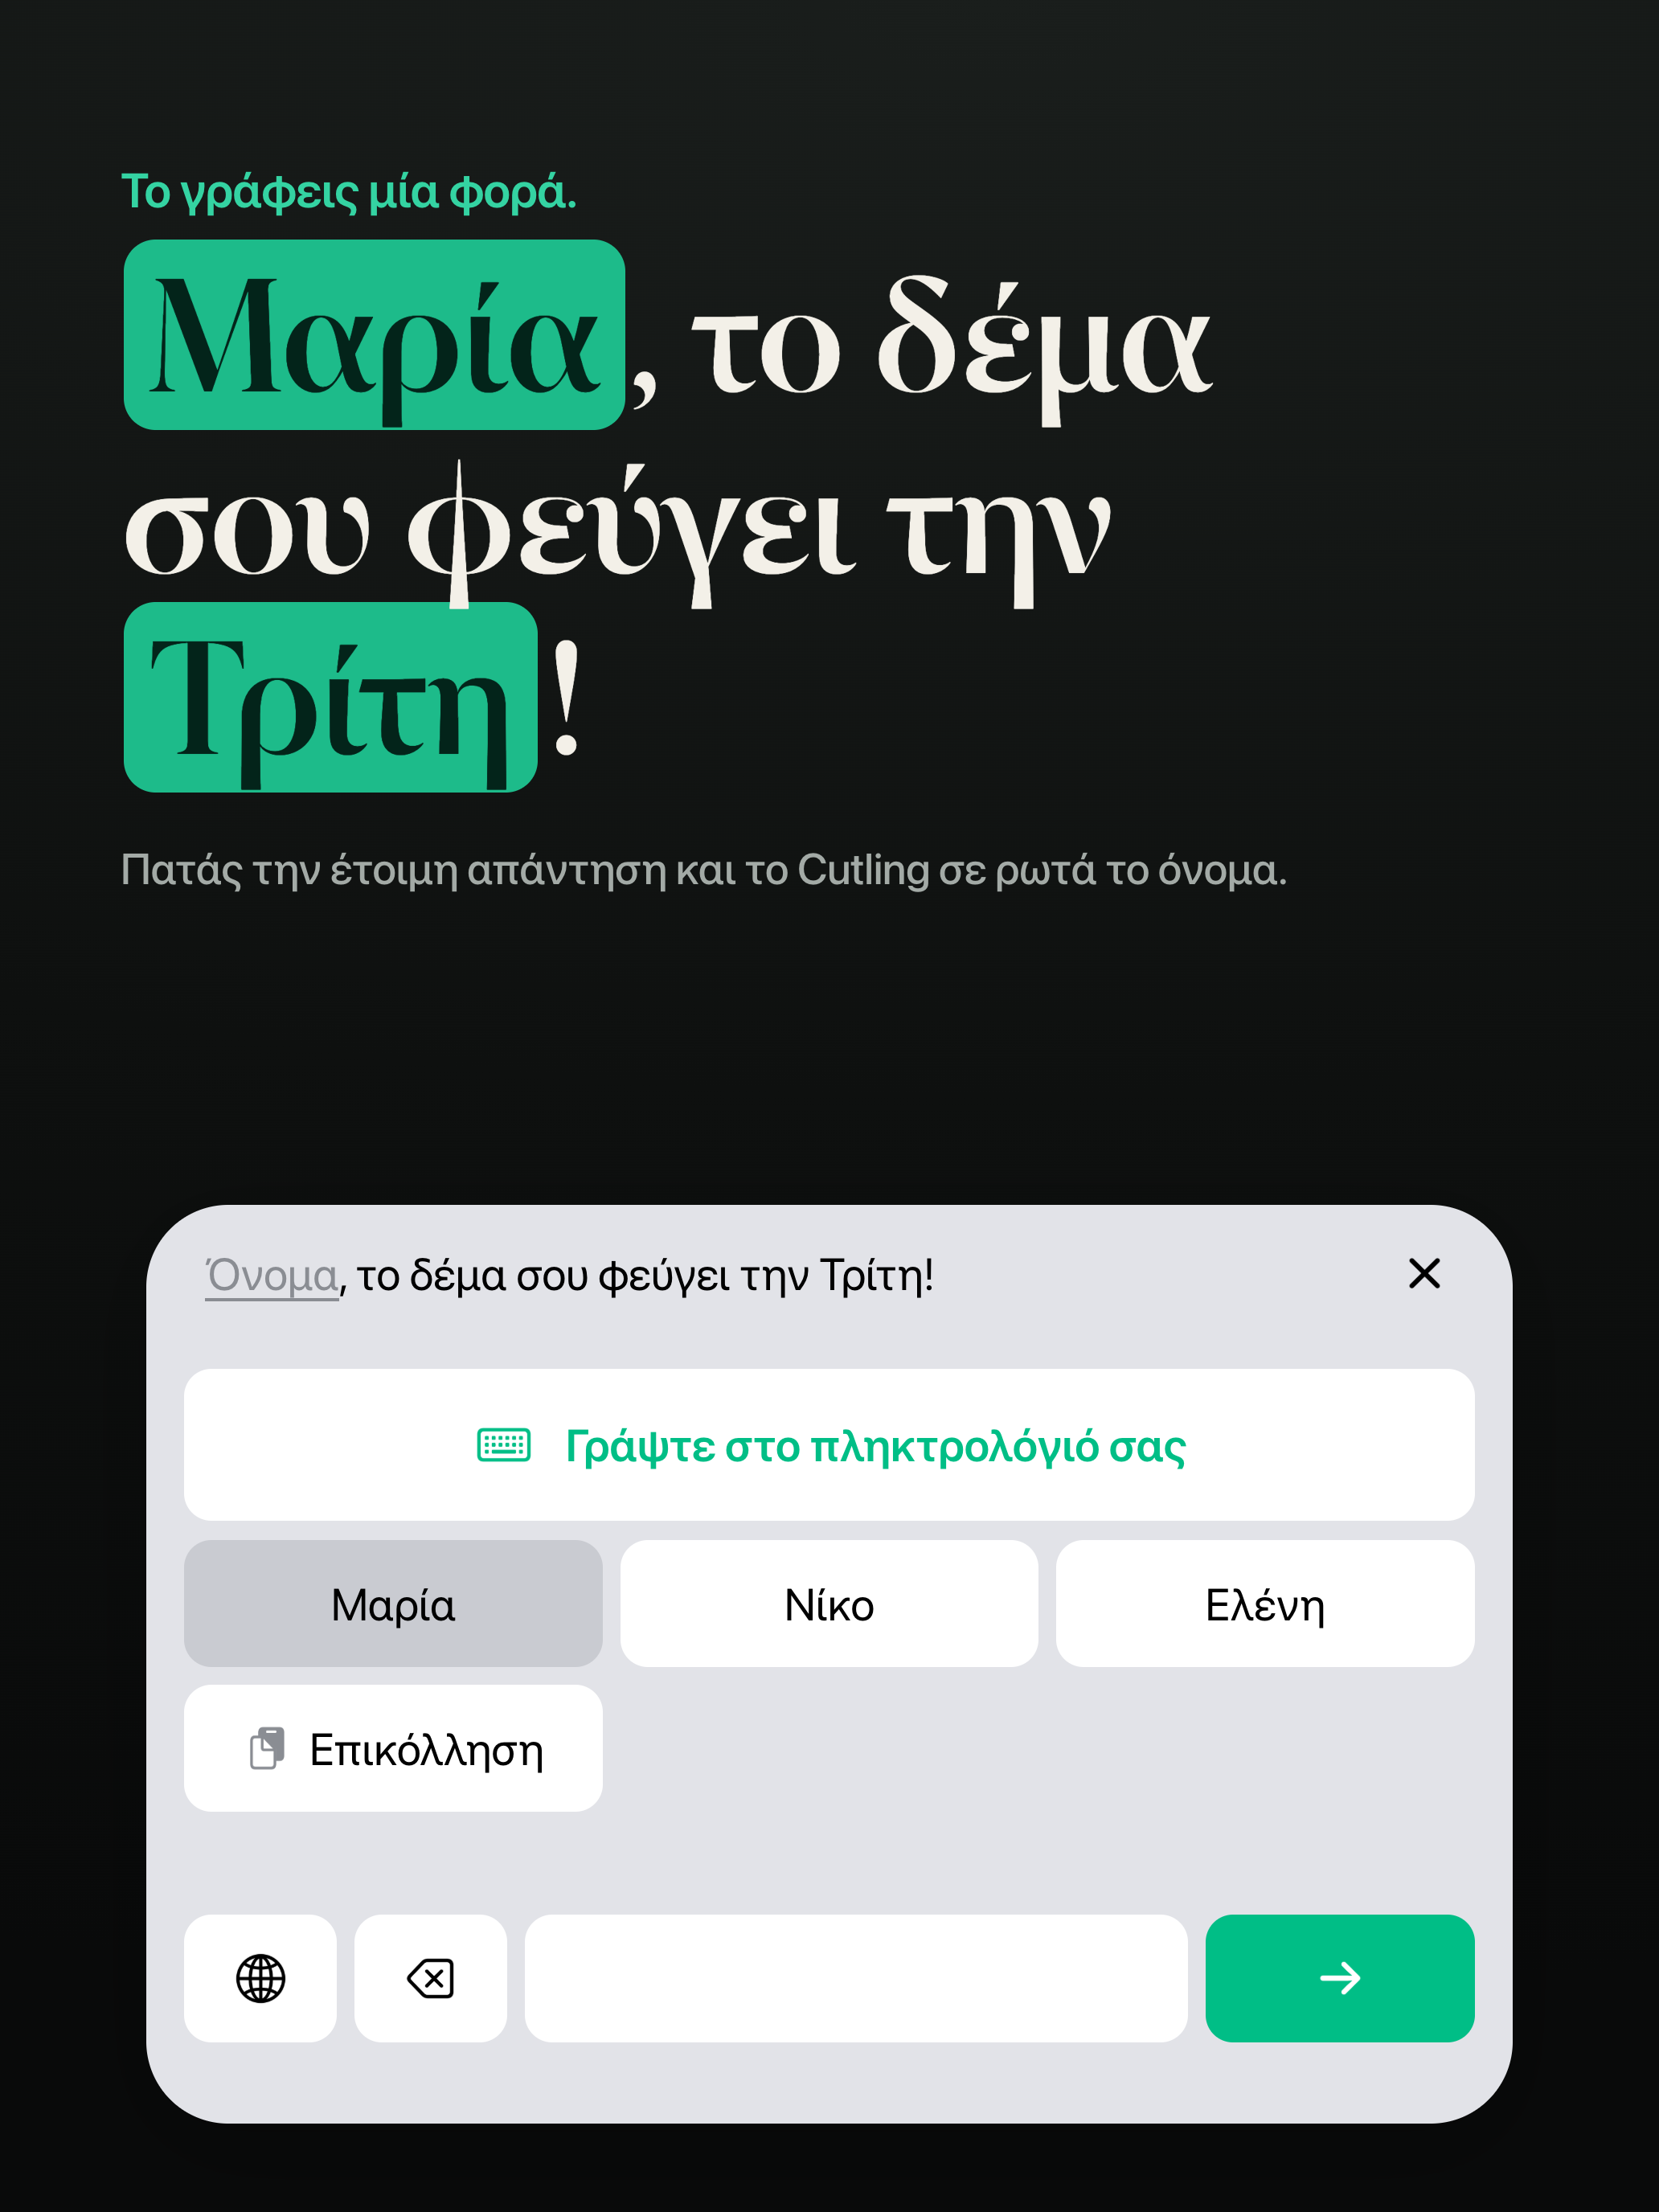 Το γράφεις μία φορά.
Μαρία, το δέμα
σου φεύγει την
Τρίτη!
Πατάς την έτοιμη απάντηση και το Cutling σε ρωτά το όνομα.
Όνομα, το δέμα σου φεύγει την Τρίτη!
Γράψτε στο πληκτρολόγιό σας
Μαρία
Νίκο
Ελένη
Επικόλληση